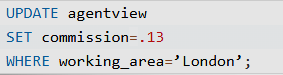 UPDATE agentview
SET commission=.13
WHERE working_area=’London’;